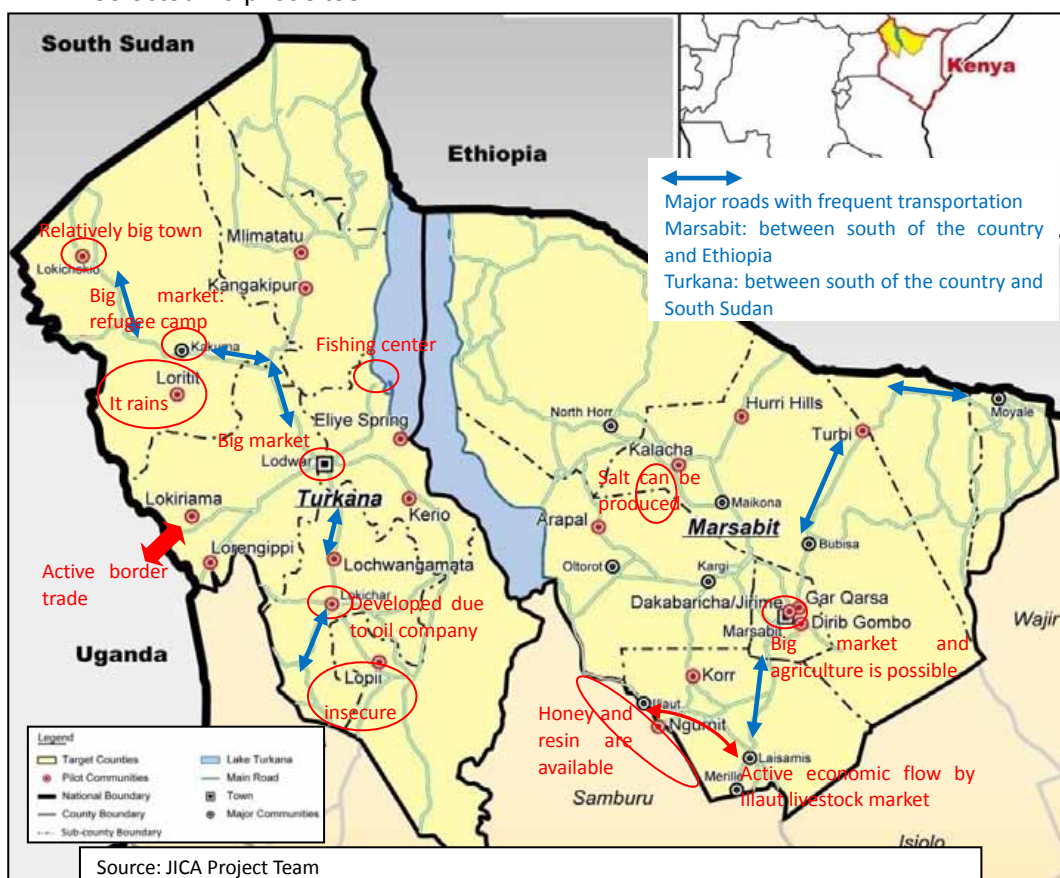 South Sudan
Ethiopia
Kenya
Major roads with frequent transportation
Marsabit: between south of the country
and Ethiopia
Turkana: between south of the country and
South Sudan
Relatively big town
Lokichokio
Mlimatatu
Kangakipur
Big market:
refugee camp
Kakuma
Fishing center
Loritit
It rains
Eliye Spring
Big market
Lodwar
Turkana
Lokiriama
Kerio
Lorengippi
Lochwangamata
Active border
trade
Lokichar
Developed due
to oil company
Uganda
Lopii
insecure
North Horr
Hurri Hills
Turbi
Moyale
Kalacha
Salt can be
produced
Maikona
Arapal
Marsabit
Bubisa
Oltorot
Kargi
Dakabaricha/Jirime
Gar Qarsa
Marsabit
Dirib Gombo
Wajir
Big market and
agriculture is possible
Korr
Honey and
resin are
available
Illaut
Ngurnit
Laisamis
Merille
Active economic flow by
Illaut livestock market
Samburu
Isiolo
Legend
Target Counties
Lake Turkana
Pilot Communities
Main Road
National Boundary
Town
County Boundary
Major Communities
Sub-county Boundary
Source: JICA Project Team